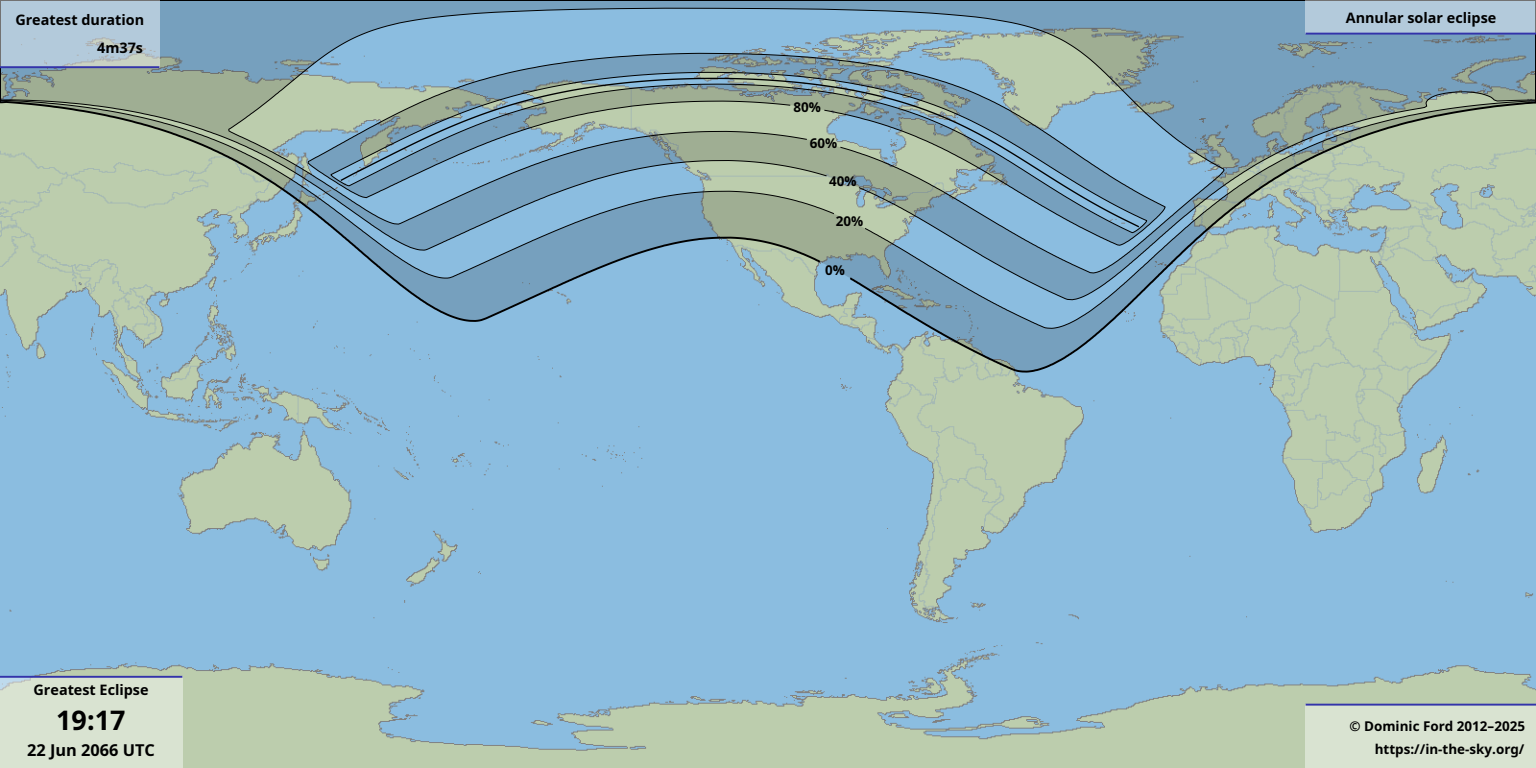 Greatest duration
4m37s
Annular solar eclipse
80%
60%
40%
20%
0%
Greatest Eclipse
19:17
22 Jun 2066 UTC
© Dominic Ford 2012–2025
https://in-the-sky.org/